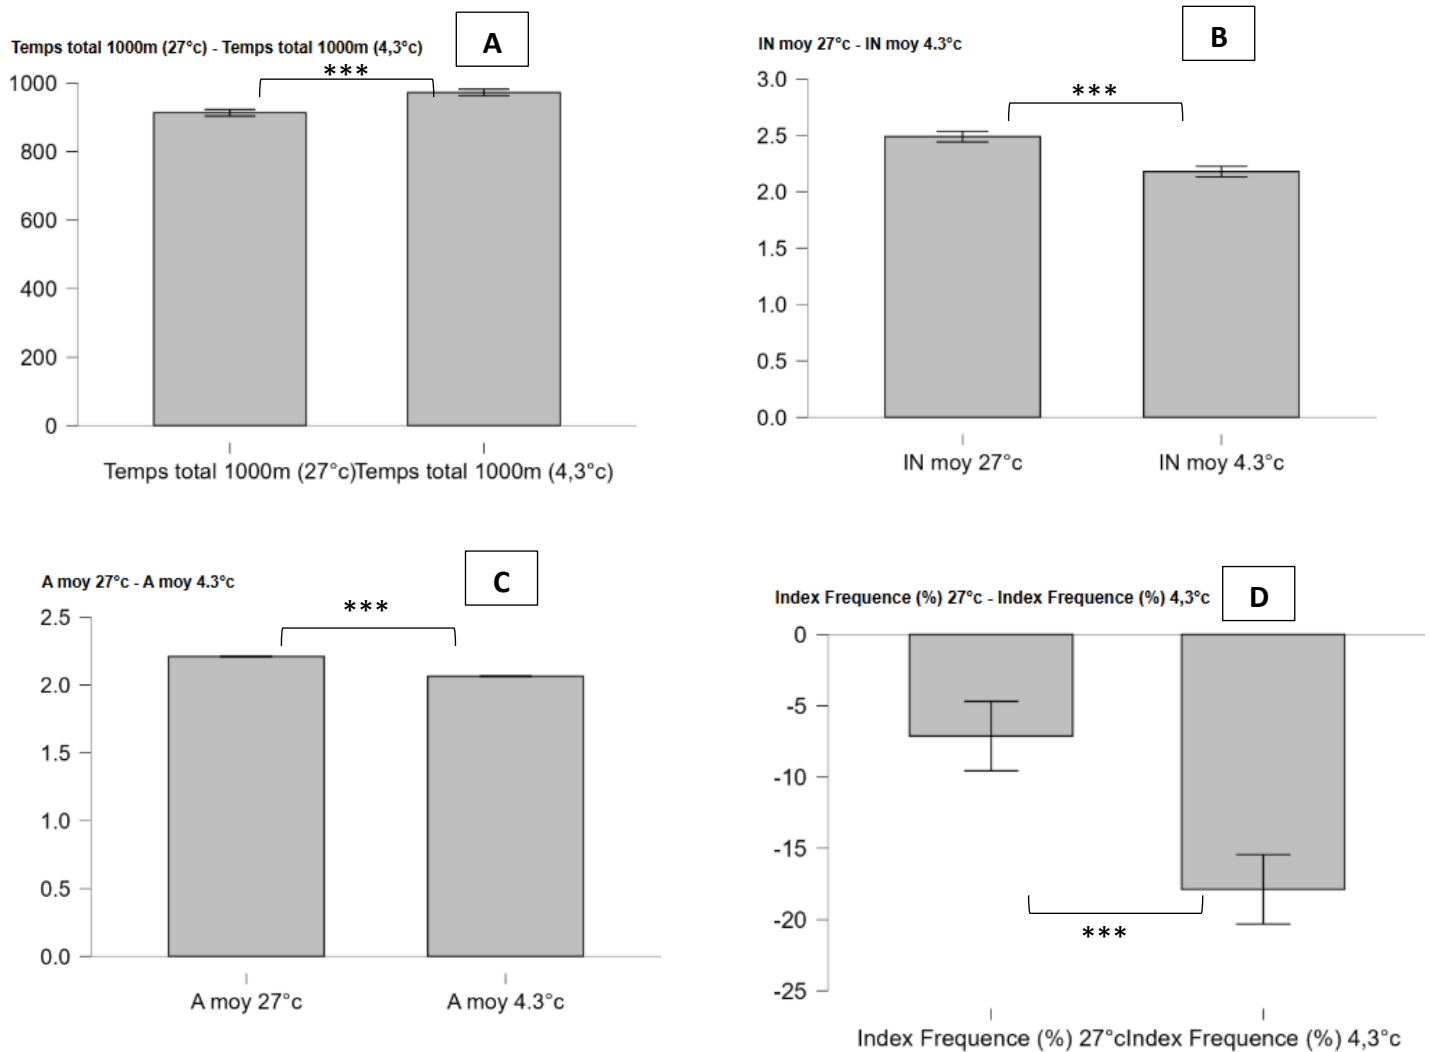 Temps total 1000m (27°c) - Temps total 1000m (4,3°c)
A
***
1000
800
600
400
200
0
Temps total 1000m (27°c)Temps total 1000m (4,3°c)
IN moy 27°c - IN moy 4.3°c
B
***
3.0
2.5
2.0
1.5
1.0
0.5
0.0
IN moy 27°c IN moy 4.3°c
A moy 27°c - A moy 4.3°c
C
***
2.5
2.0
1.5
1.0
0.5
0.0
A moy 27°c A moy 4.3°c
Index Frequence (%) 27°c - Index Frequence (%) 4,3°c
D
0
-5
-10
-15
-20
-25
***
Index Frequence (%) 27°cIndex Frequence (%) 4,3°c